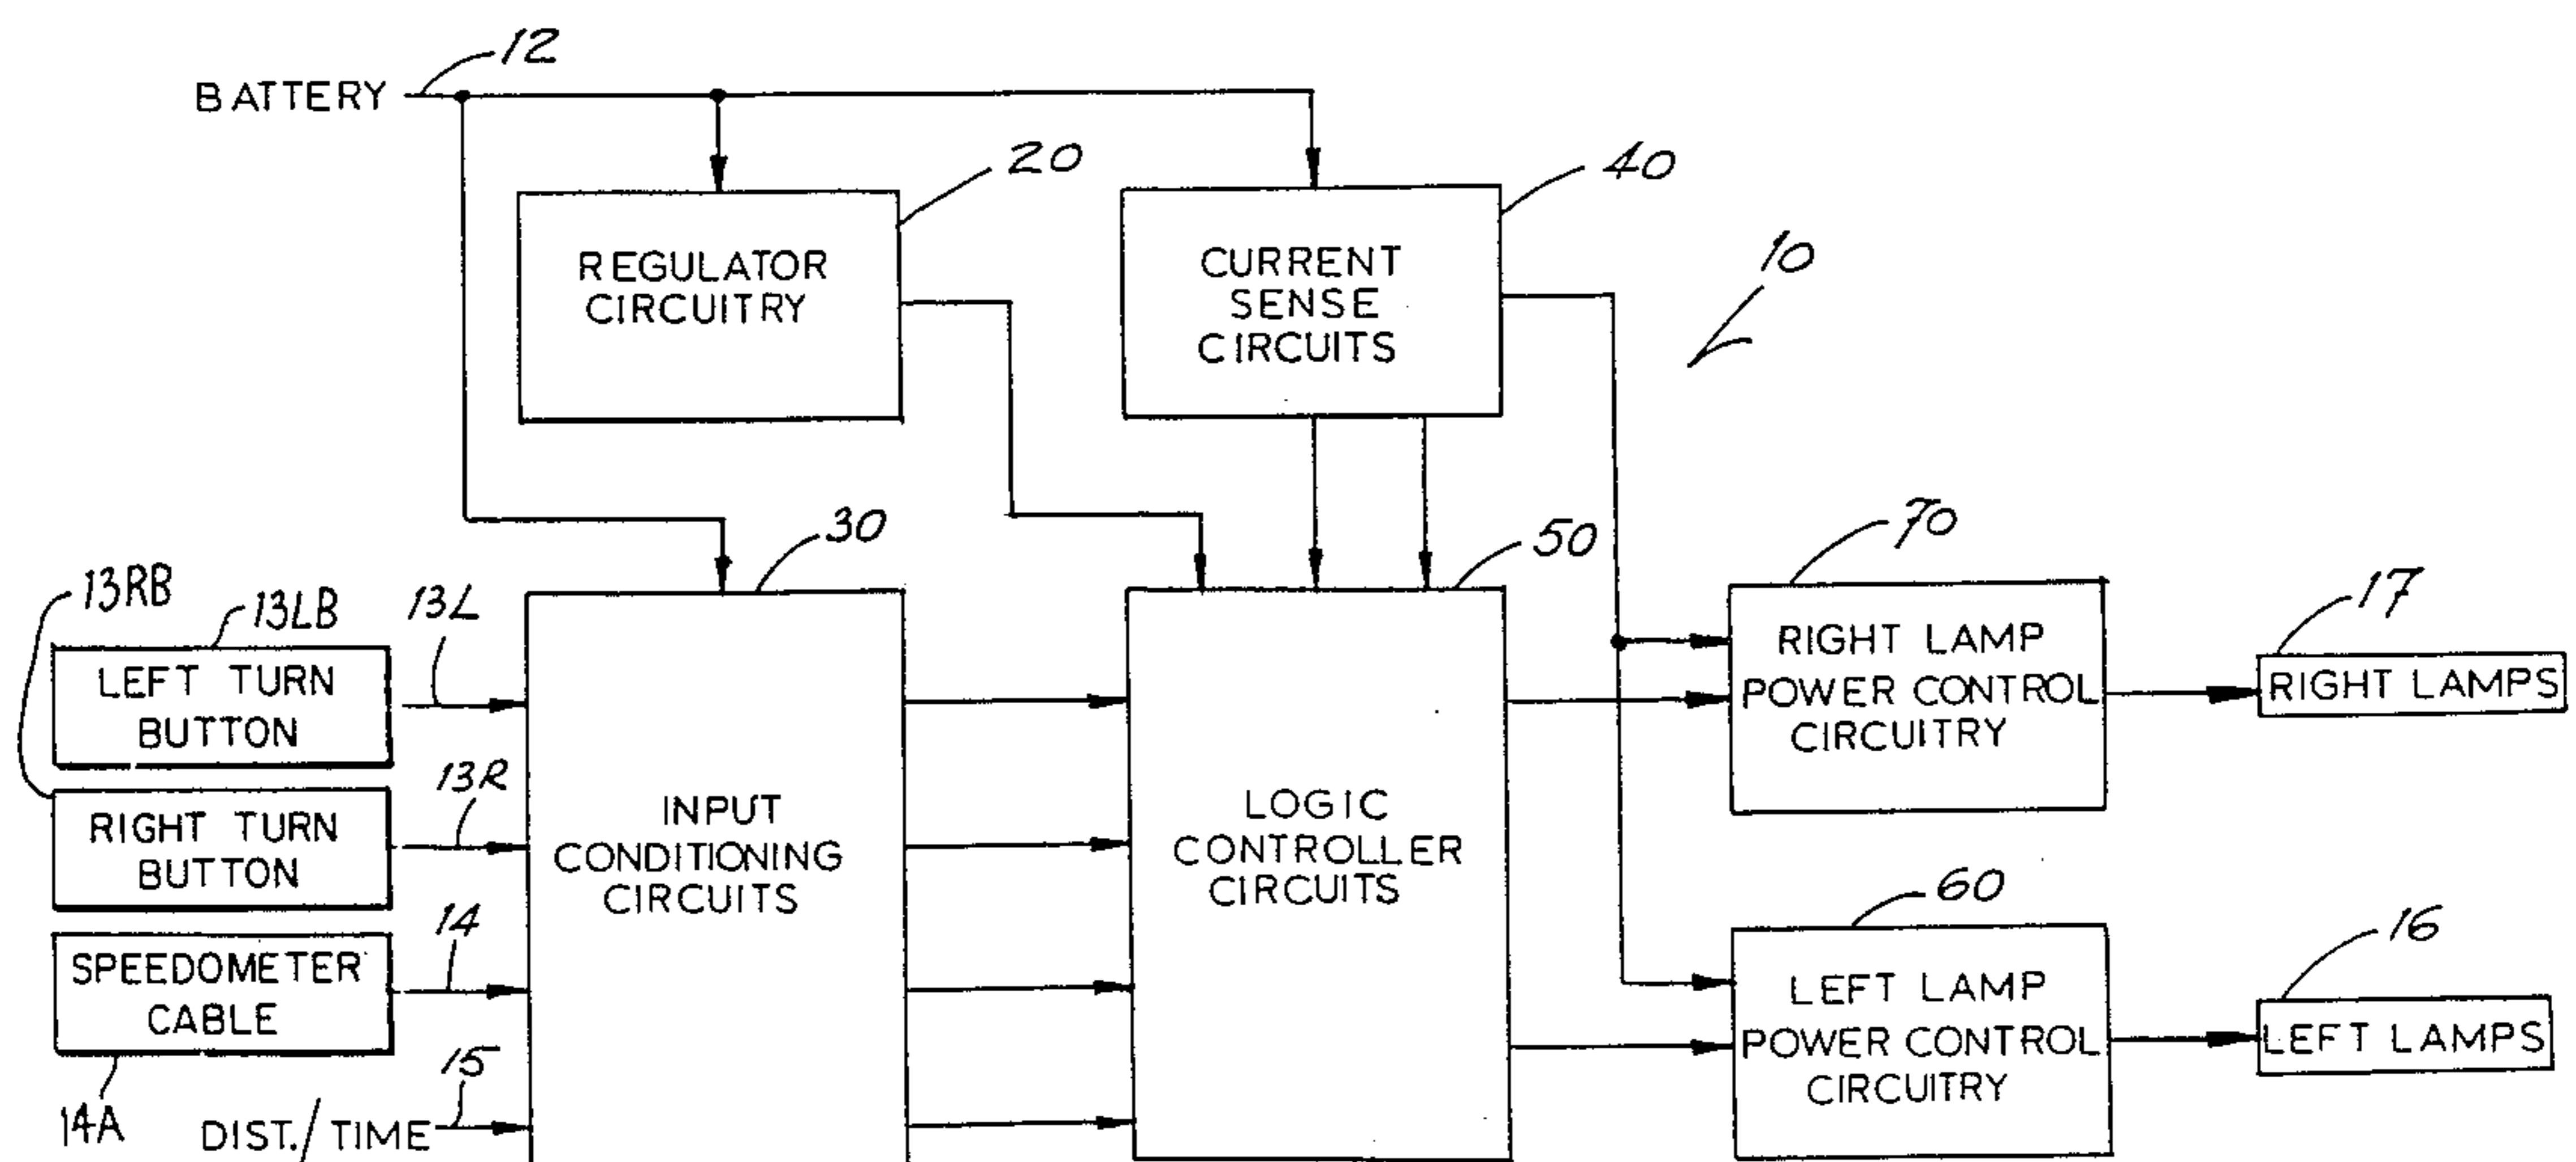 12
BATTERY
20
40
REGULATOR
CIRCUITRY
CURRENT
SENSE
CIRCUITS
10
13RB
13LB
13L
30
50
70
17
LEFT TURN
BUTTON
RIGHT LAMP
POWER CONTROL
CIRCUITRY
RIGHT LAMPS
13R
RIGHT TURN
BUTTON
INPUT
CONDITIONING
CIRCUITS
LOGIC
CONTROLLER
CIRCUITS
60
16
14
SPEEDOMETER
CABLE
LEFT LAMP
POWER CONTROL
CIRCUITRY
LEFT LAMPS
14A
15
DIST./TIME